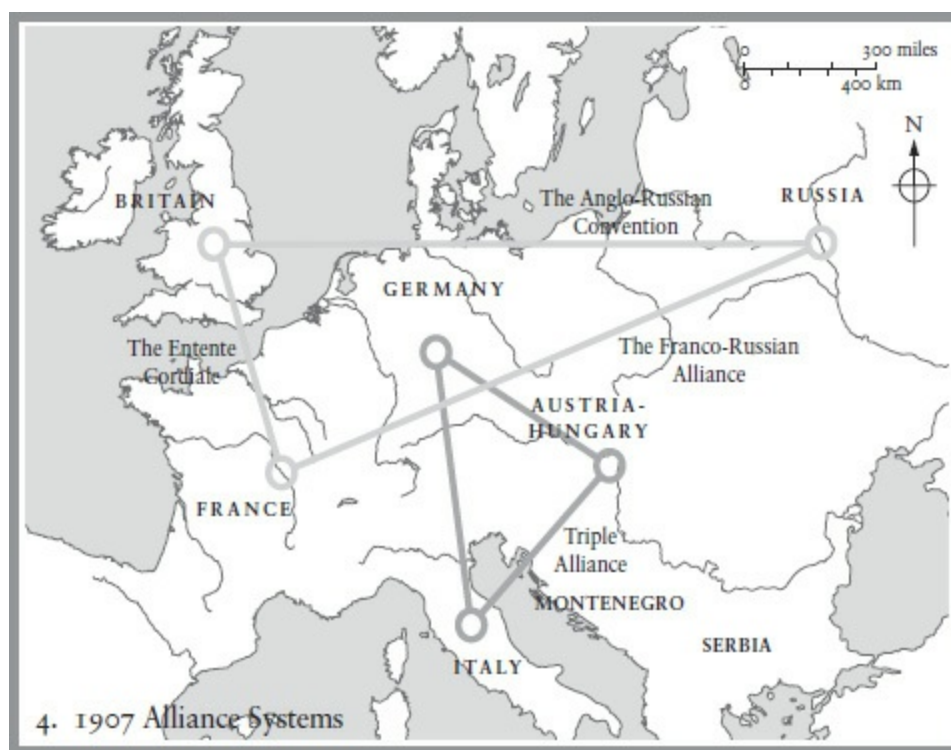 0 300 miles
0 400 km
N
BRITAIN
The Anglo-Russian
Convention
RUSSIA
GERMANY
The Entente
Cordiale
The Franco-Russian
Alliance
AUSTRIA-
HUNGARY
FRANCE
Triple
Alliance
MONTENEGRO
SERBIA
ITALY
4. 1907 Alliance Systems